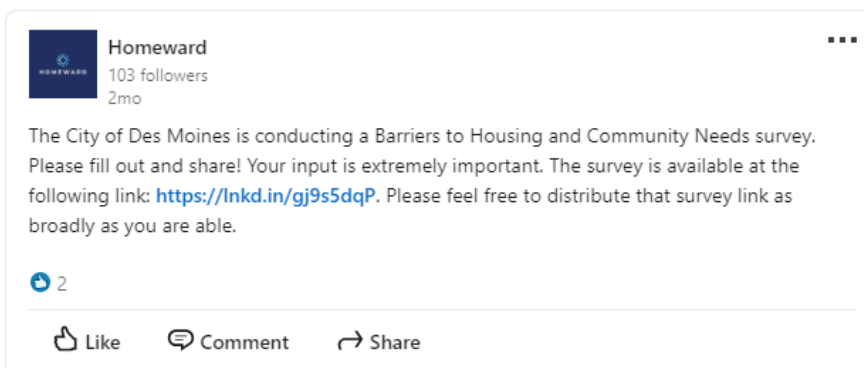 HOMEWARD
Homeward
103 followers
2mo
The City of Des Moines is conducting a Barriers to Housing and Community Needs survey.
Please fill out and share! Your input is extremely important. The survey is available at the
following link: https://lnkd.in/gj9s5dqP. Please feel free to distribute that survey link as
broadly as you are able.
2
Like Comment Share